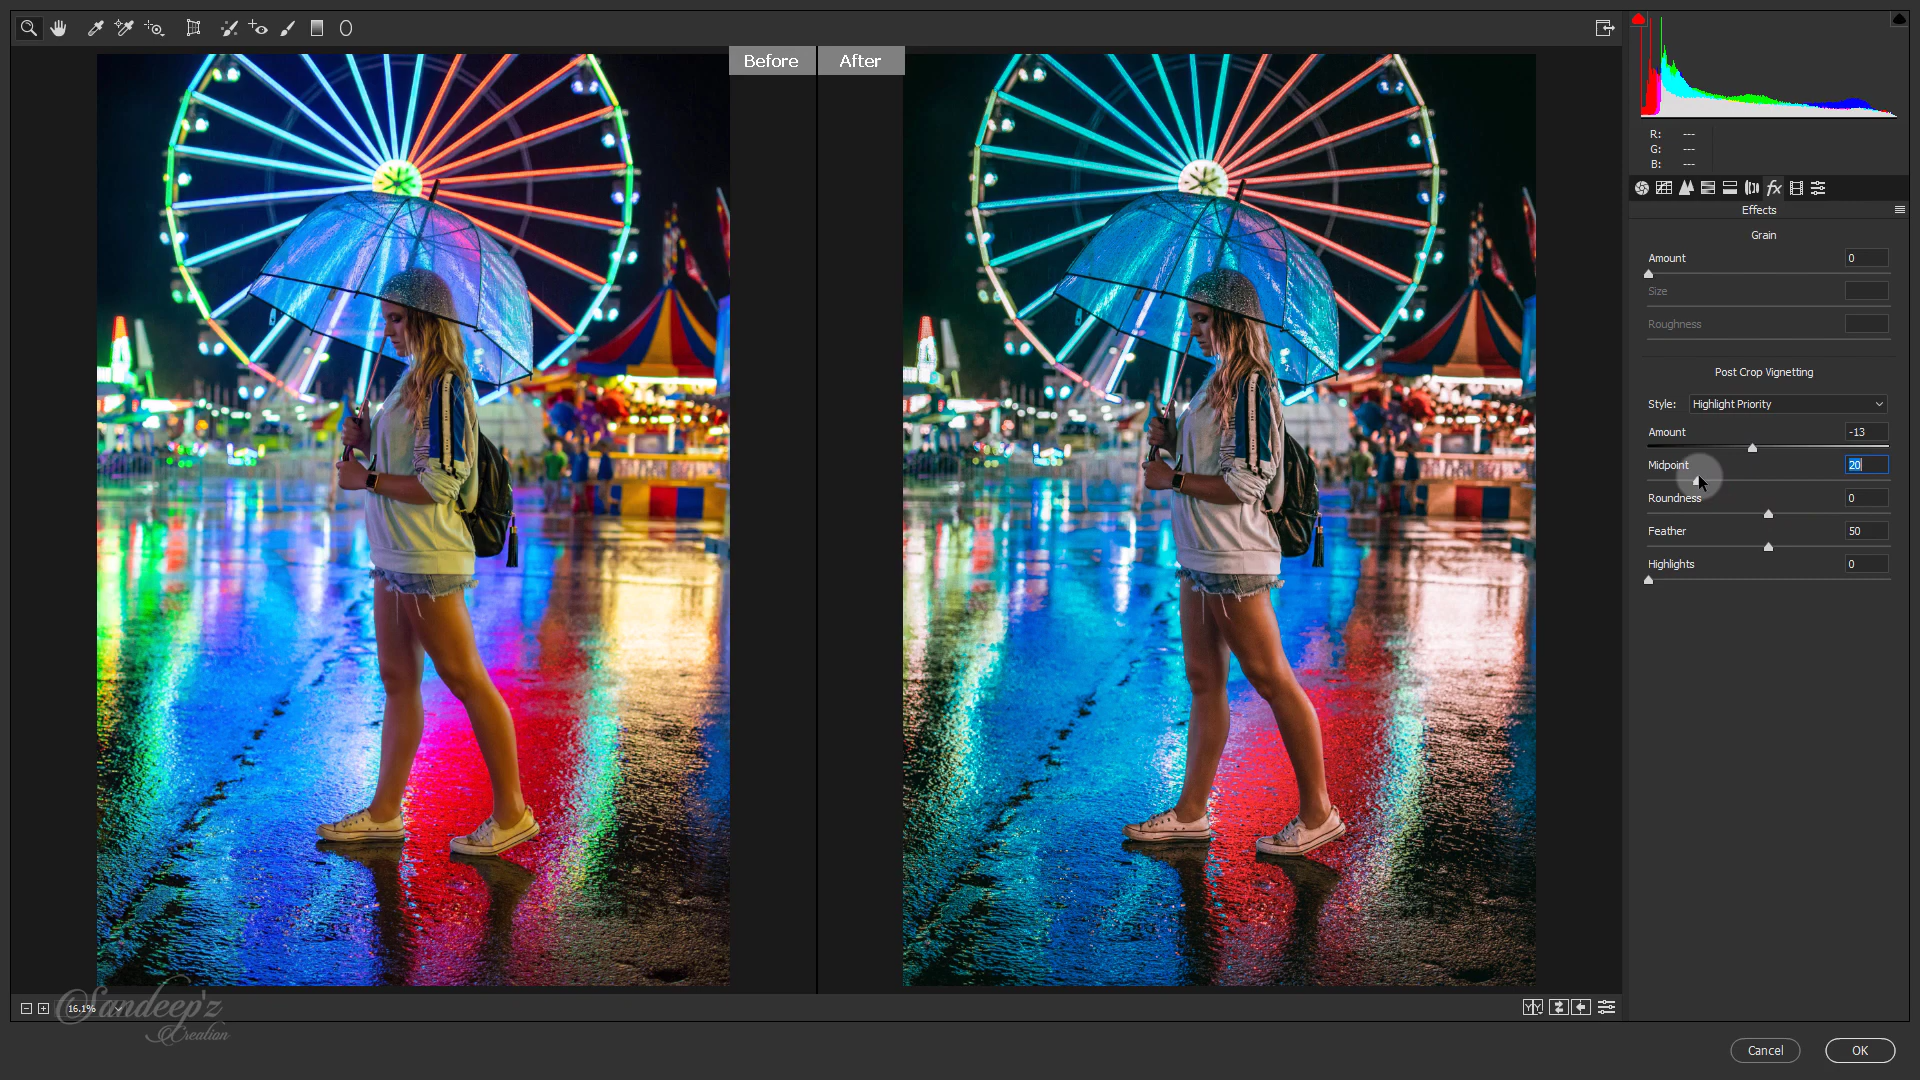 Before After
R: ---
G: ---
B: ---
fx
Effects
Grain
Amount 0
Size
Roughness
Post Crop Vignetting
Style: Highlight Priority
Amount -13
Midpoint 20
Roundness 0
Feather 50
Highlights 0
16.1%
Sandeep'z
Creation
Cancel OK